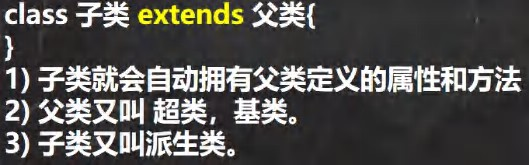 class 子类 extends 父类{
}
1) 子类就会自动拥有父类定义的属性和方法
2) 父类又叫 超类，基类。
3) 子类又叫派生类。